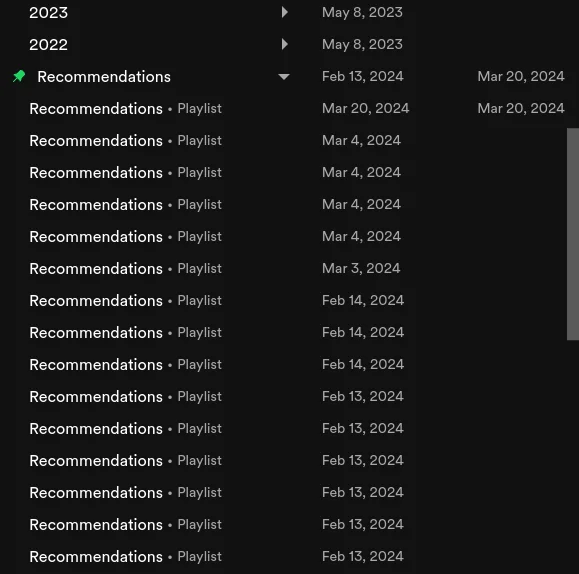 2023 May 8, 2023
2022 May 8, 2023
Recommendations Feb 13, 2024 Mar 20, 2024
Recommendations • Playlist Mar 20, 2024 Mar 20, 2024
Recommendations • Playlist Mar 4, 2024
Recommendations • Playlist Mar 4, 2024
Recommendations • Playlist Mar 4, 2024
Recommendations • Playlist Mar 4, 2024
Recommendations • Playlist Mar 3, 2024
Recommendations • Playlist Feb 14, 2024
Recommendations • Playlist Feb 14, 2024
Recommendations • Playlist Feb 14, 2024
Recommendations • Playlist Feb 13, 2024
Recommendations • Playlist Feb 13, 2024
Recommendations • Playlist Feb 13, 2024
Recommendations • Playlist Feb 13, 2024
Recommendations • Playlist Feb 13, 2024
Recommendations • Playlist Feb 13, 2024